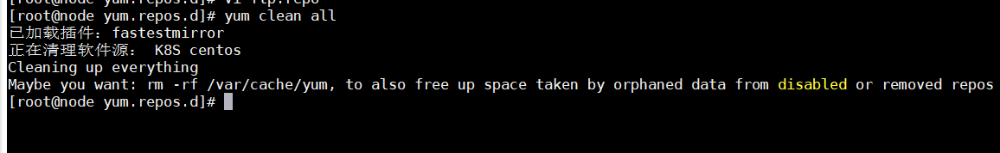 [root@node yum.repos.d]# vi ftp.repo
[root@node yum.repos.d]# yum clean all
已加载插件：fastestmirror
正在清理软件源： K8S centos
Cleaning up everything
Maybe you want: rm -rf /var/cache/yum, to also free up space taken by orphaned data from disabled or removed repos
[root@node yum.repos.d]#